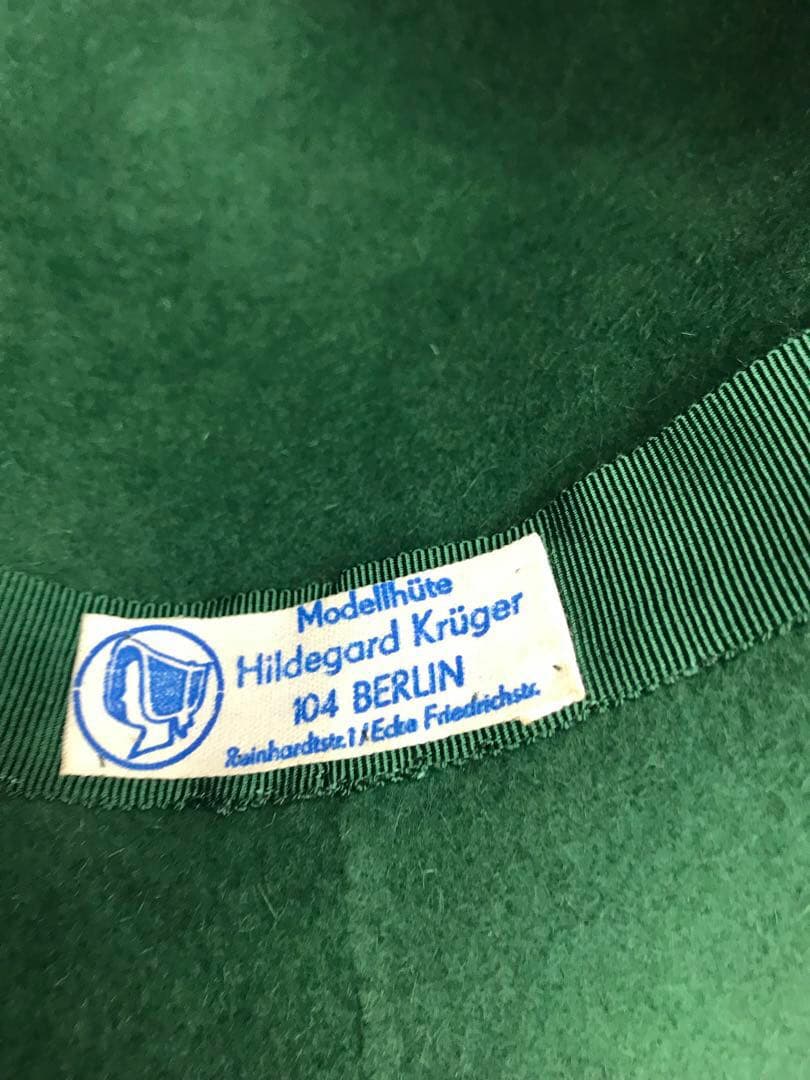 Modellhüte
Hildegard Krüger
104 BERLIN
Reinhardtstr. 1 / Ecke Friedrichstr.